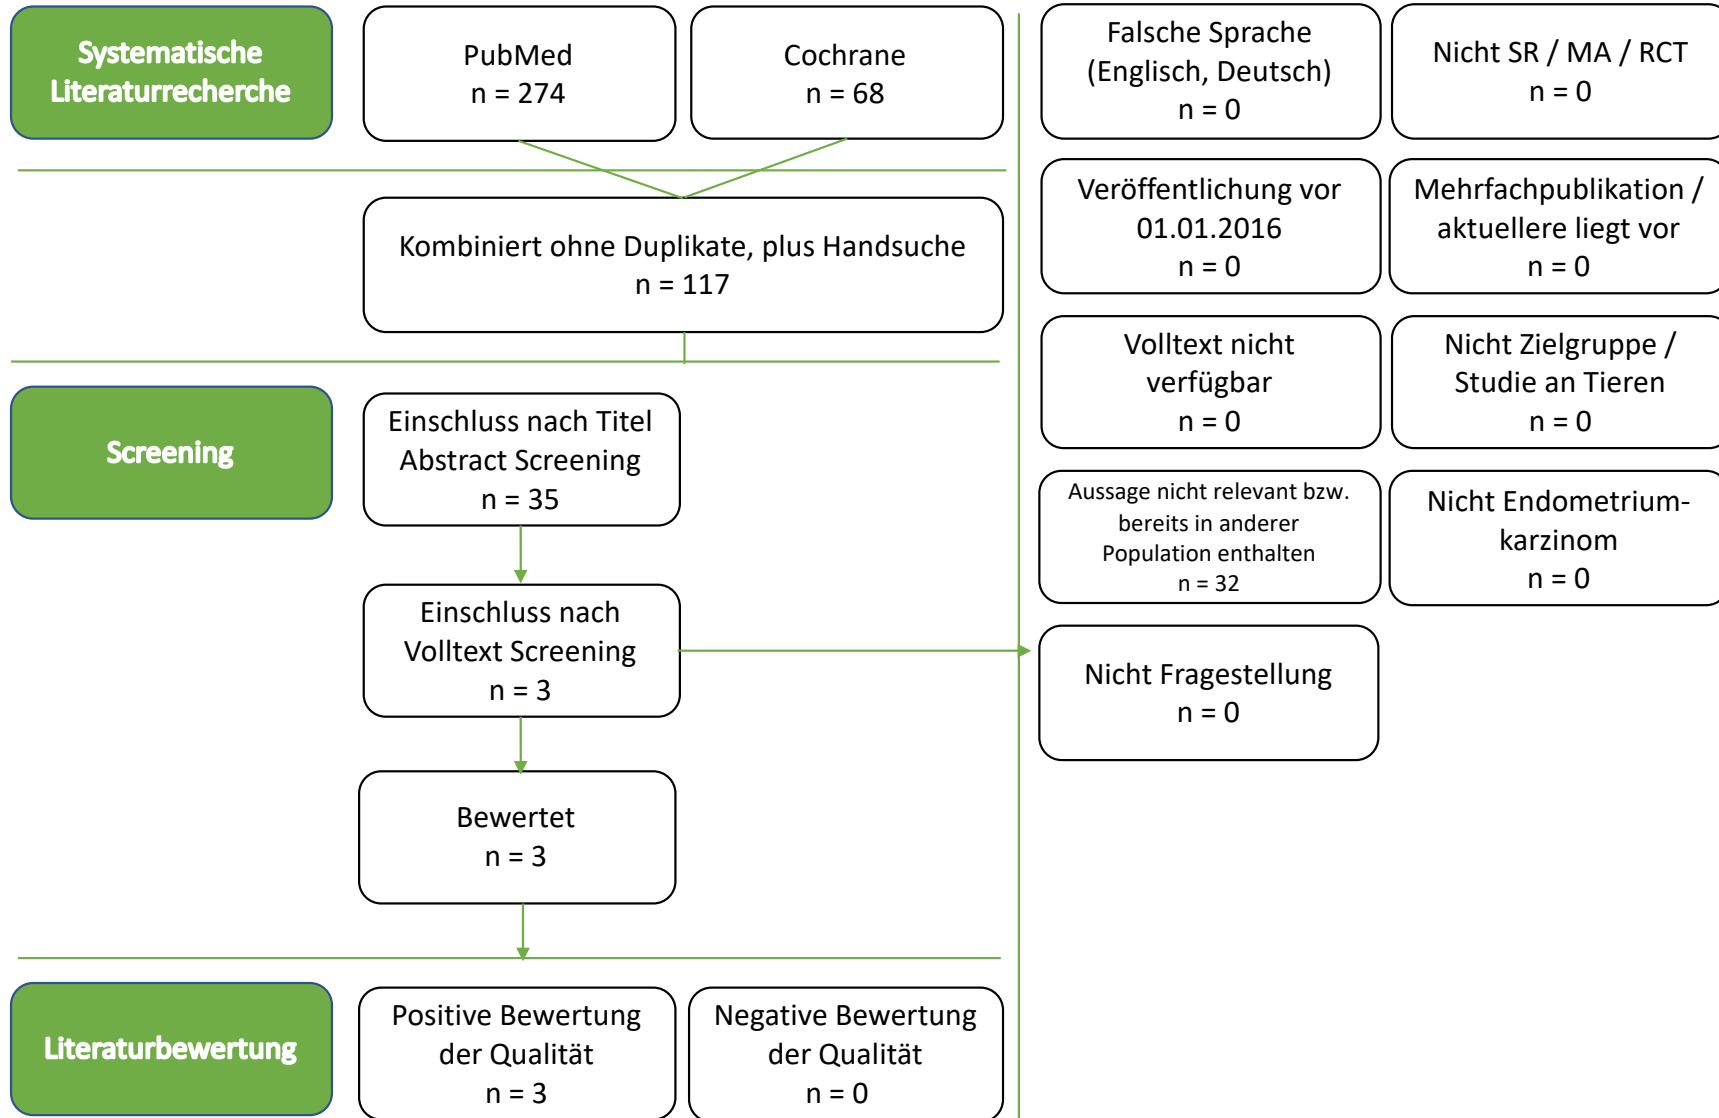 Systematische
Literaturrecherche
PubMed
n = 274
Cochrane
n = 68
Kombiniert ohne Duplikate, plus Handsuche
n = 117
Screening
Einschluss nach Titel
Abstract Screening
n = 35
Einschluss nach
Volltext Screening
n = 3
Bewertet
n = 3
Literaturbewertung
Positive Bewertung
der Qualität
n = 3
Negative Bewertung
der Qualität
n = 0
Falsche Sprache
(Englisch, Deutsch)
n = 0
Nicht SR / MA / RCT
n = 0
Veröffentlichung vor
01.01.2016
n = 0
Mehrfachpublikation /
aktuellere liegt vor
n = 0
Volltext nicht
verfügbar
n = 0
Nicht Zielgruppe /
Studie an Tieren
n = 0
Aussage nicht relevant bzw.
bereits in anderer
Population enthalten
n = 32
Nicht Endometrium-
karzinom
n = 0
Nicht Fragestellung
n = 0